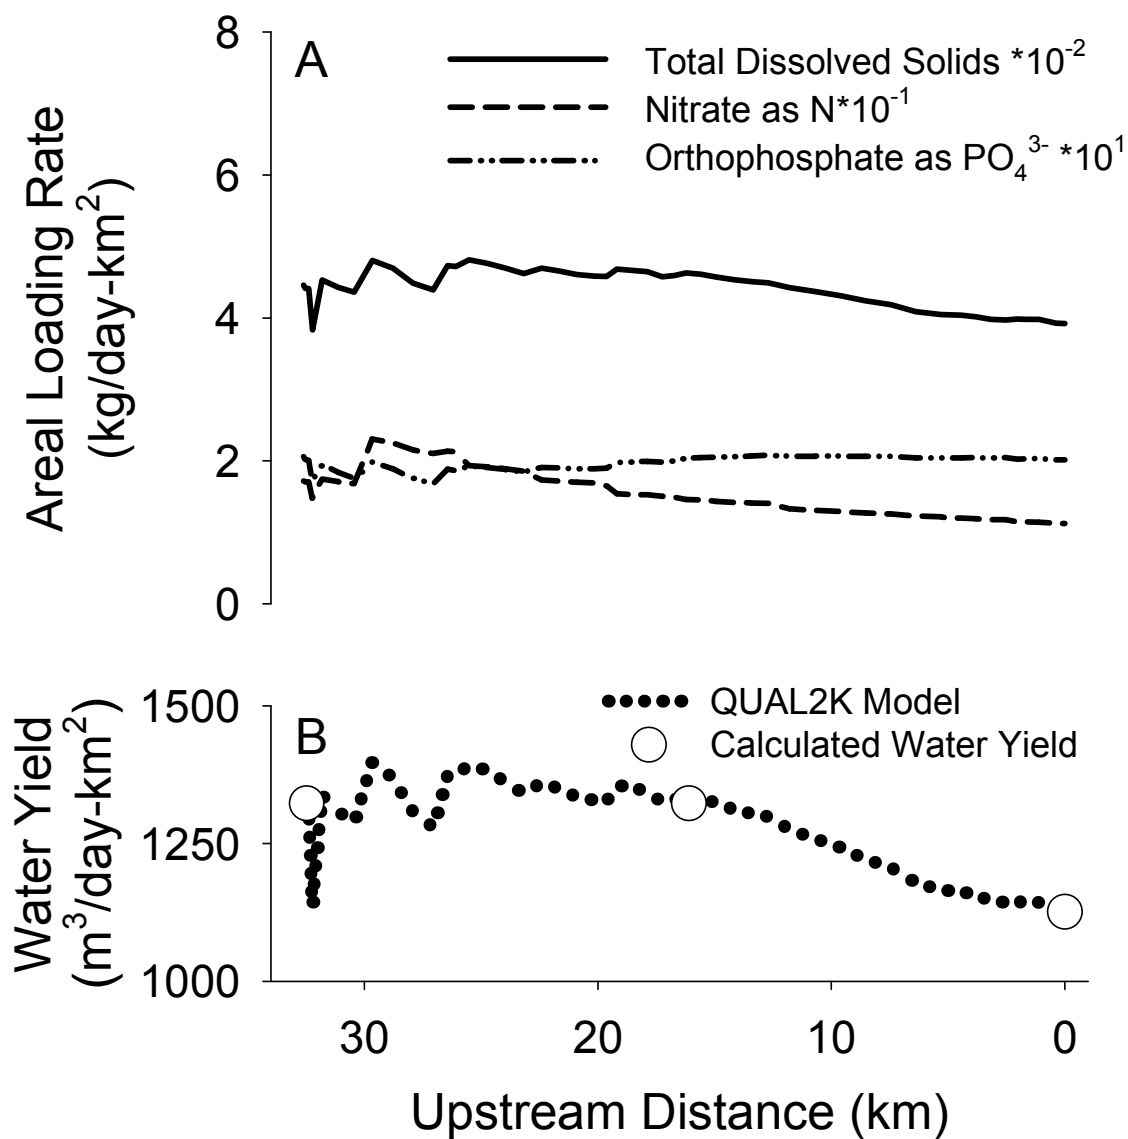 A
Total Dissolved Solids *10-2
Nitrate as N*10-1
Orthophosphate as PO43- *101
Areal Loading Rate
(kg/day-km2)
8
6
4
2
0
B
QUAL2K Model
Calculated Water Yield
Water Yield
(m3/day-km2)
1500
1250
1000
30
20
10
0
Upstream Distance (km)